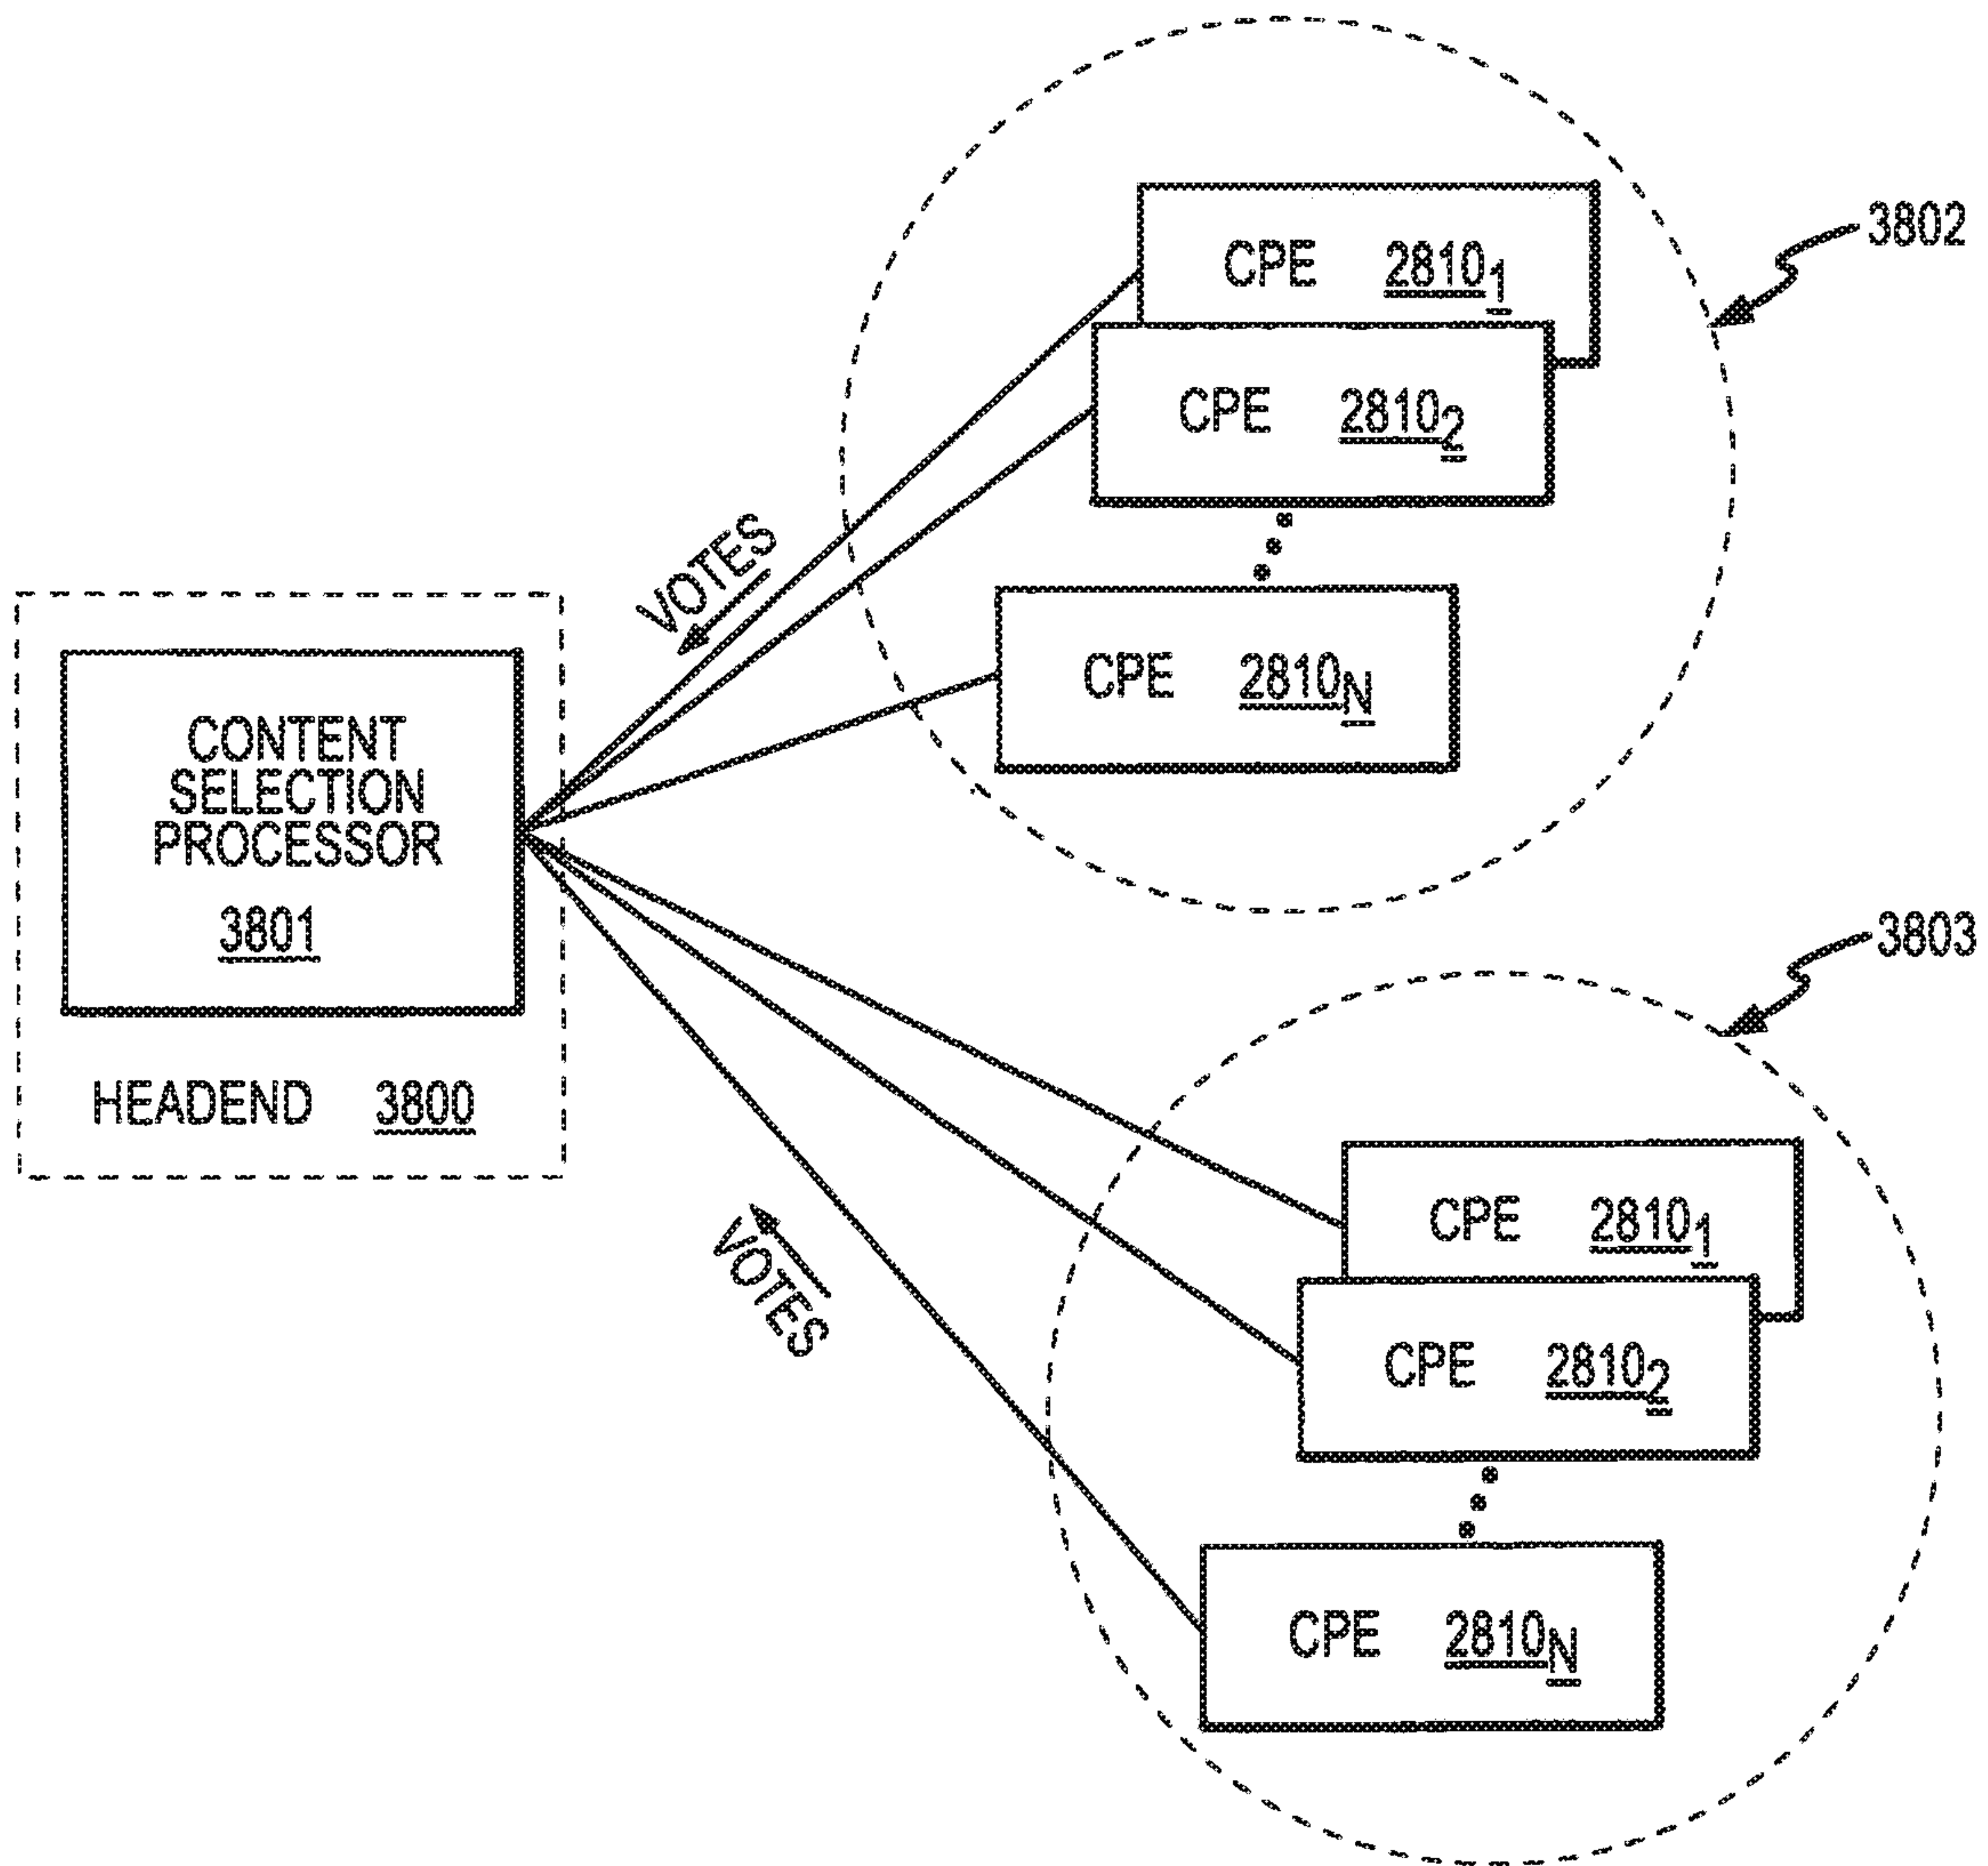 3802
CPE 2810₁
CPE 2810₂
VOTES
CPE 2810N
CONTENT
SELECTION
PROCESSOR
3801
HEADEND 3800
3803
CPE 2810₁
VOTES
CPE 2810₂
CPE 2810N